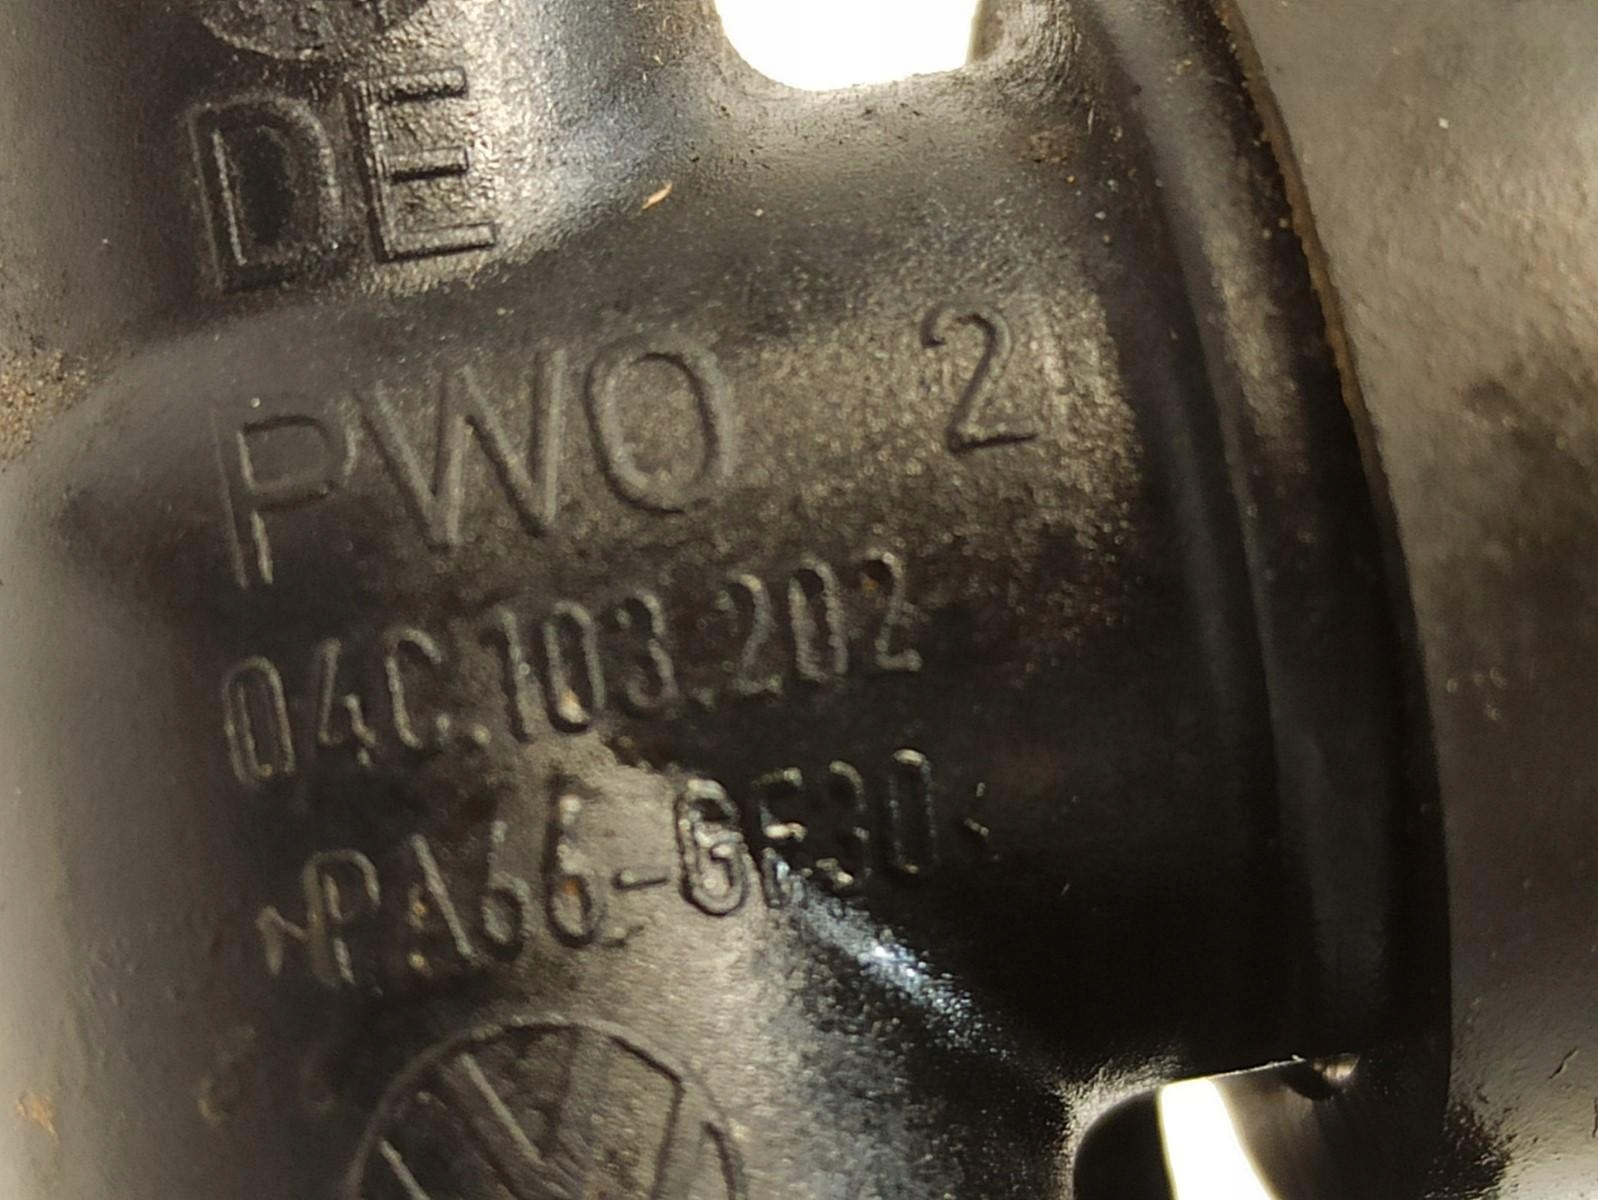 DE
PWO 2
04C.103.202
>PA66-GF30<